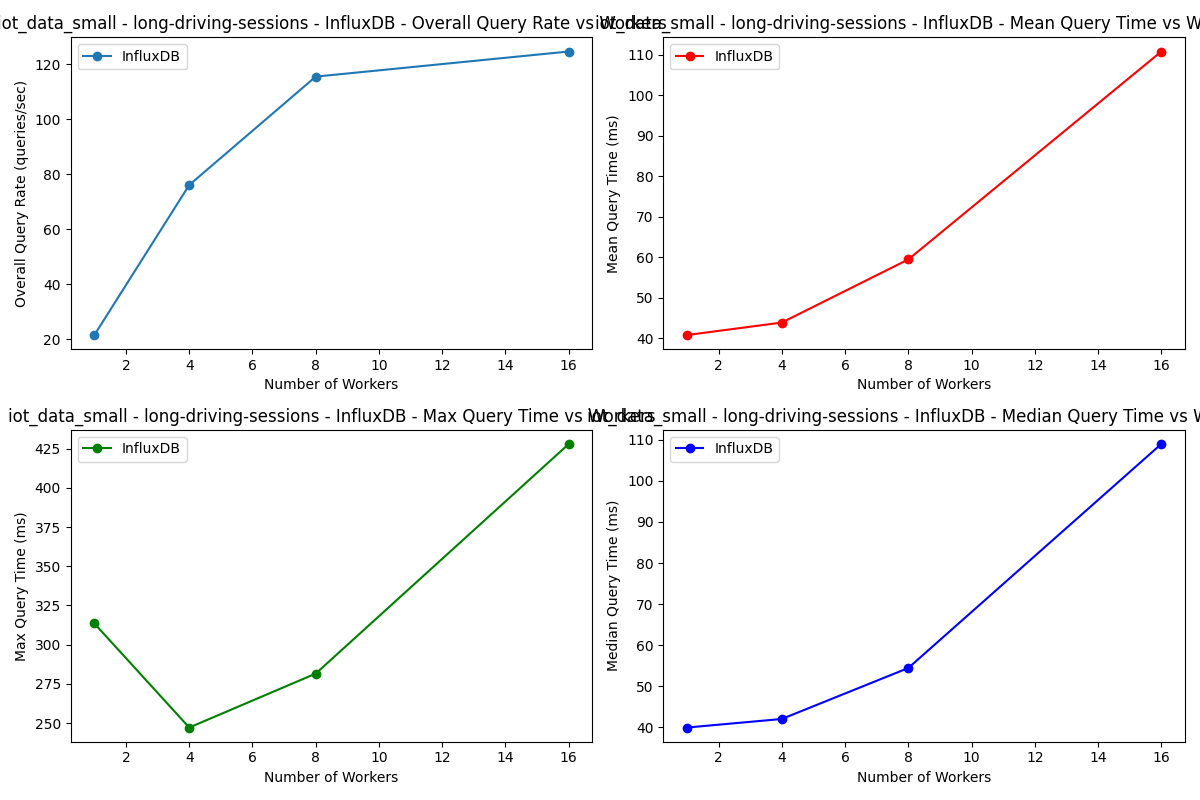 iot_data_small - long-driving-sessions - InfluxDB - Overall Query Rate vs Workers
InfluxDB
120
100
80
60
40
20
Overall Query Rate (queries/sec)
2 4 6 8 10 12 14 16
Number of Workers
iot_data_small - long-driving-sessions - InfluxDB - Mean Query Time vs W
InfluxDB
110
100
90
80
70
60
50
40
Mean Query Time (ms)
2 4 6 8 10 12 14 16
Number of Workers
iot_data_small - long-driving-sessions - InfluxDB - Max Query Time vs Workers
InfluxDB
425
400
375
350
325
300
275
250
Max Query Time (ms)
2 4 6 8 10 12 14 16
Number of Workers
iot_data_small - long-driving-sessions - InfluxDB - Median Query Time vs W
InfluxDB
110
100
90
80
70
60
50
40
Median Query Time (ms)
2 4 6 8 10 12 14 16
Number of Workers